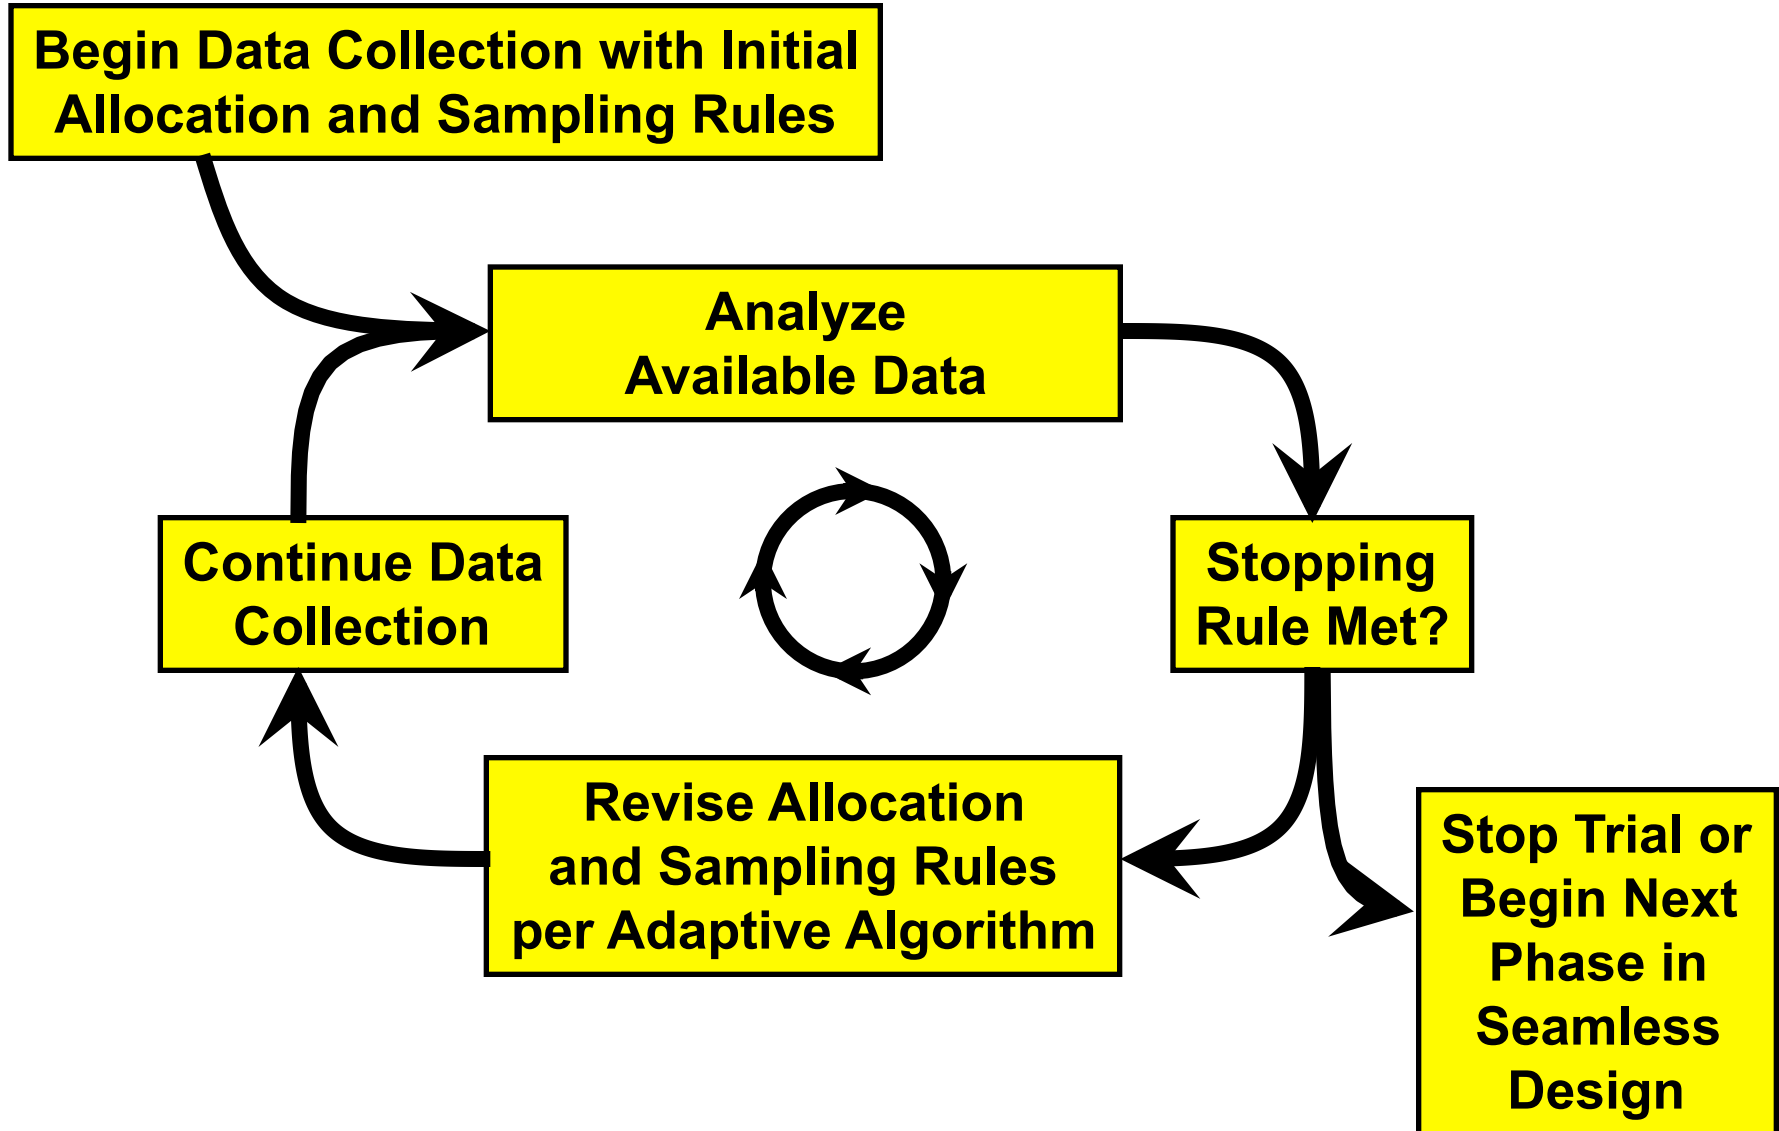 Begin Data Collection with Initial
Allocation and Sampling Rules
Analyze
Available Data
Continue Data
Collection
Stopping
Rule Met?
Revise Allocation
and Sampling Rules
per Adaptive Algorithm
Stop Trial or
Begin Next
Phase in
Seamless
Design